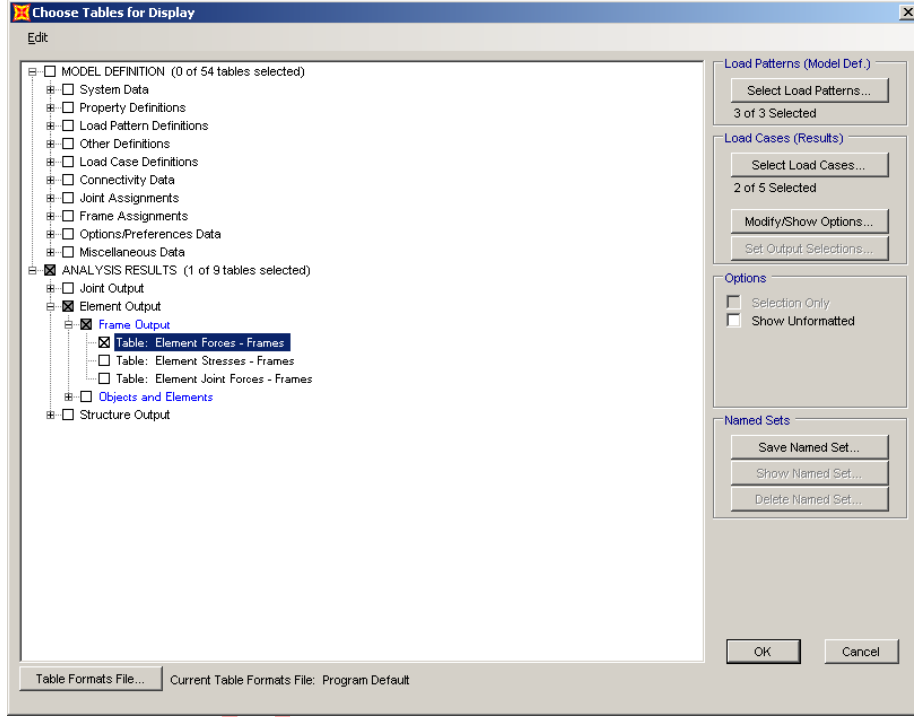 Choose Tables for Display
Edit
MODEL DEFINITION (0 of 54 tables selected)
System Data
Property Definitions
Load Pattern Definitions
Other Definitions
Load Case Definitions
Connectivity Data
Joint Assignments
Frame Assignments
Options/Preferences Data
Miscellaneous Data
ANALYSIS RESULTS (1 of 9 tables selected)
Joint Output
Element Output
Frame Output
Table: Element Forces - Frames
Table: Element Stresses - Frames
Table: Element Joint Forces - Frames
Objects and Elements
Structure Output
Load Patterns (Model Def.)
Select Load Patterns...
3 of 3 Selected
Load Cases (Results)
Select Load Cases...
2 of 5 Selected
Modify/Show Options...
Set Output Selections...
Options
Selection Only
Show Unformatted
Named Sets
Save Named Set...
Show Named Set...
Delete Named Set...
OK
Cancel
Table Formats File...
Current Table Formats File: Program Default